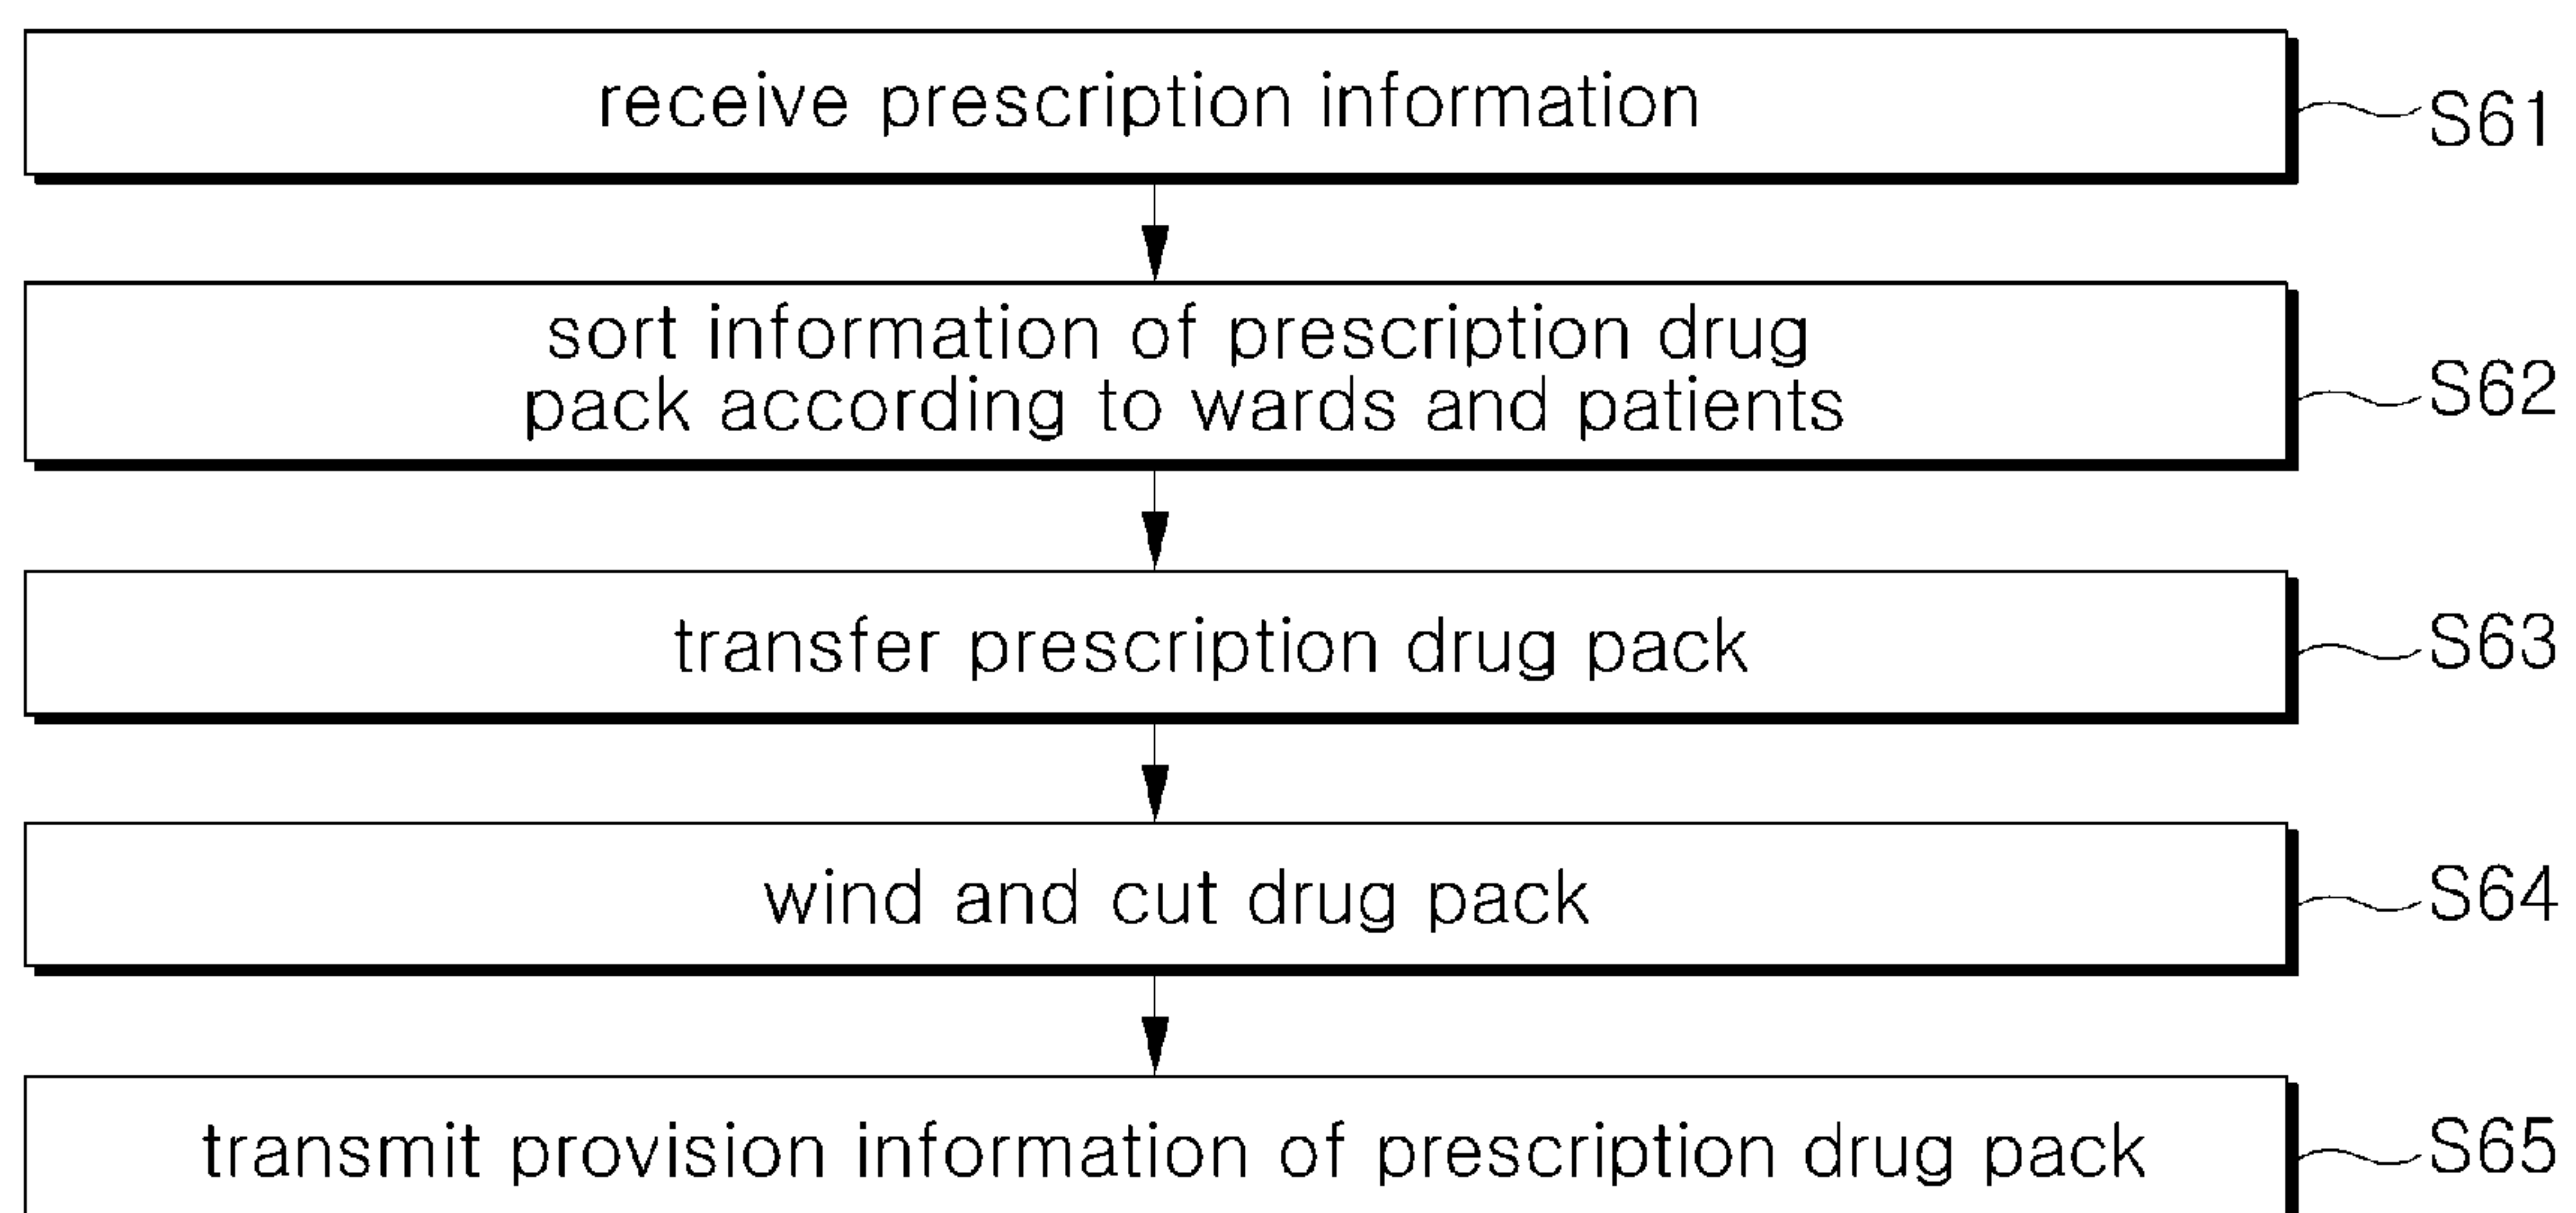 receive prescription information
S61
sort information of prescription drug
pack according to wards and patients
S62
transfer prescription drug pack
S63
wind and cut drug pack
S64
transmit provision information of prescription drug pack
S65